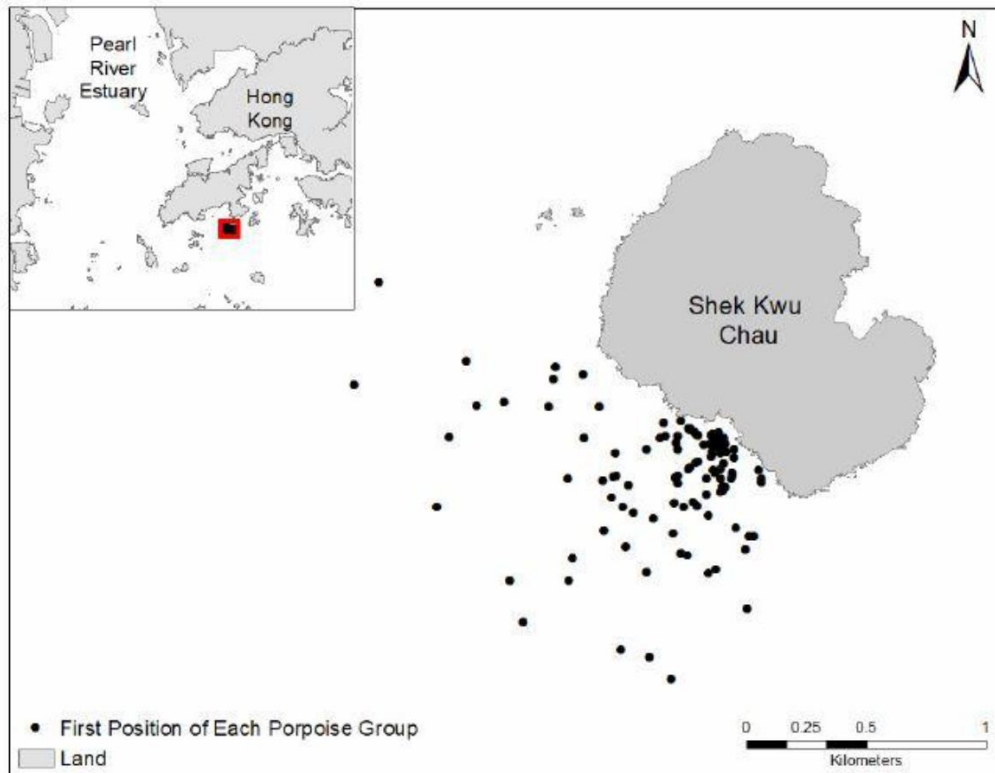 Pearl
River
Estuary
Hong
Kong
N
Shek Kwu
Chau
First Position of Each Porpoise Group
Land
0 0.25 0.5 1
Kilometers